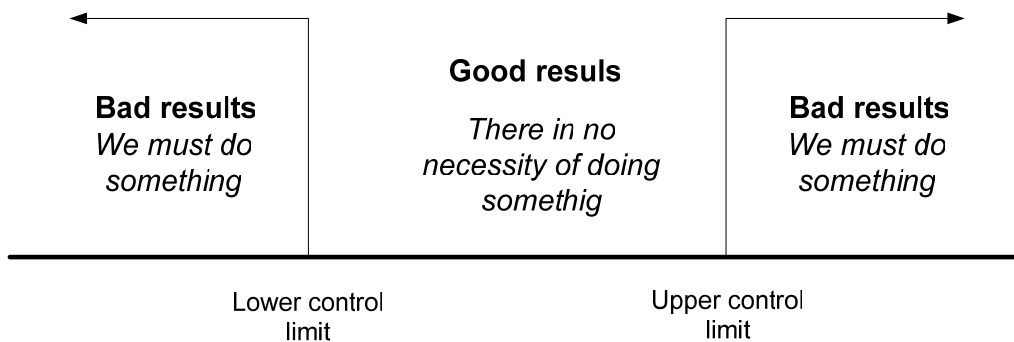 Bad results
We must do
something
Good resuls
There in no
necessity of doing
somethig
Bad results
We must do
something
Lower control
limit
Upper control
limit